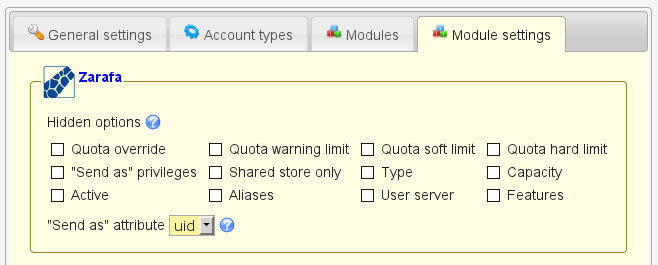 General settings Account types Modules Module settings
Zarafa
Hidden options
Quota override Quota warning limit Quota soft limit Quota hard limit
"Send as" privileges Shared store only Type Capacity
Active Aliases User server Features
"Send as" attribute uid